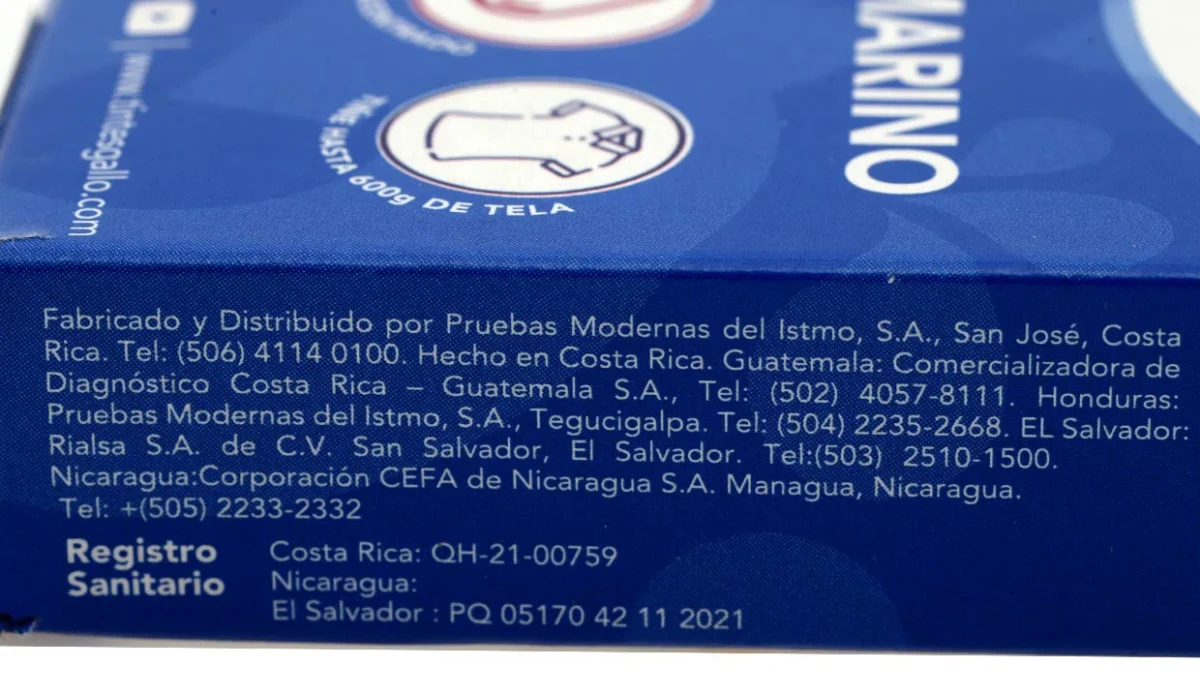 MARINO
| www.tintesgallo.com
TIÑE HASTA 600g DE TELA
Fabricado y Distribuido por Pruebas Modernas del Istmo, S.A., San José, Costa
Rica. Tel: (506) 4114 0100. Hecho en Costa Rica. Guatemala: Comercializadora de
Diagnóstico Costa Rica – Guatemala S.A., Tel: (502) 4057-8111. Honduras:
Pruebas Modernas del Istmo, S.A., Tegucigalpa. Tel: (504) 2235-2668. EL Salvador:
Rialsa S.A. de C.V. San Salvador, El Salvador. Tel:(503) 2510-1500.
Nicaragua:Corporación CEFA de Nicaragua S.A. Managua, Nicaragua.
Tel: +(505) 2233-2332
Registro
Sanitario
Costa Rica: QH-21-00759
Nicaragua:
El Salvador : PQ 05170 42 11 2021